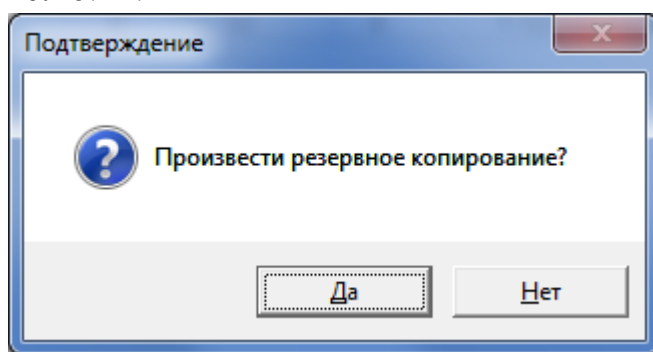 Подтверждение
Произвести резервное копирование?
Да
Нет